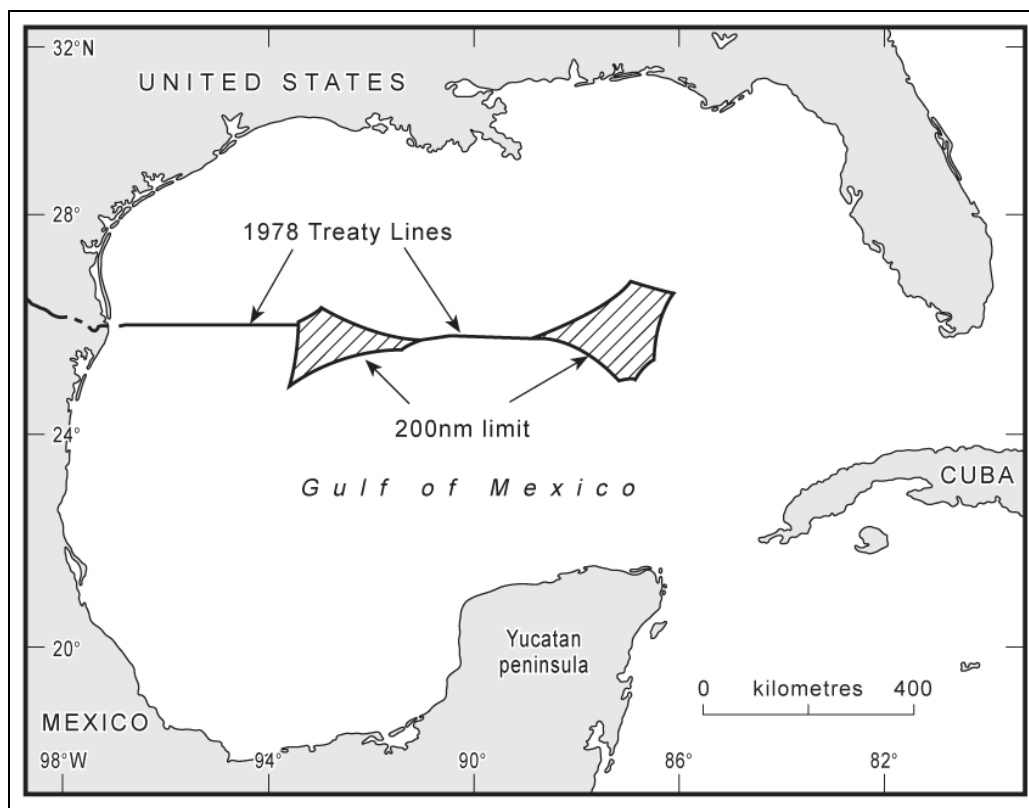 32°N
UNITED STATES
28°
1978 Treaty Lines
200nm limit
24°
Gulf of Mexico
CUBA
20°
Yucatan
peninsula
0 kilometres 400
MEXICO
98°W 94° 90° 86° 82°